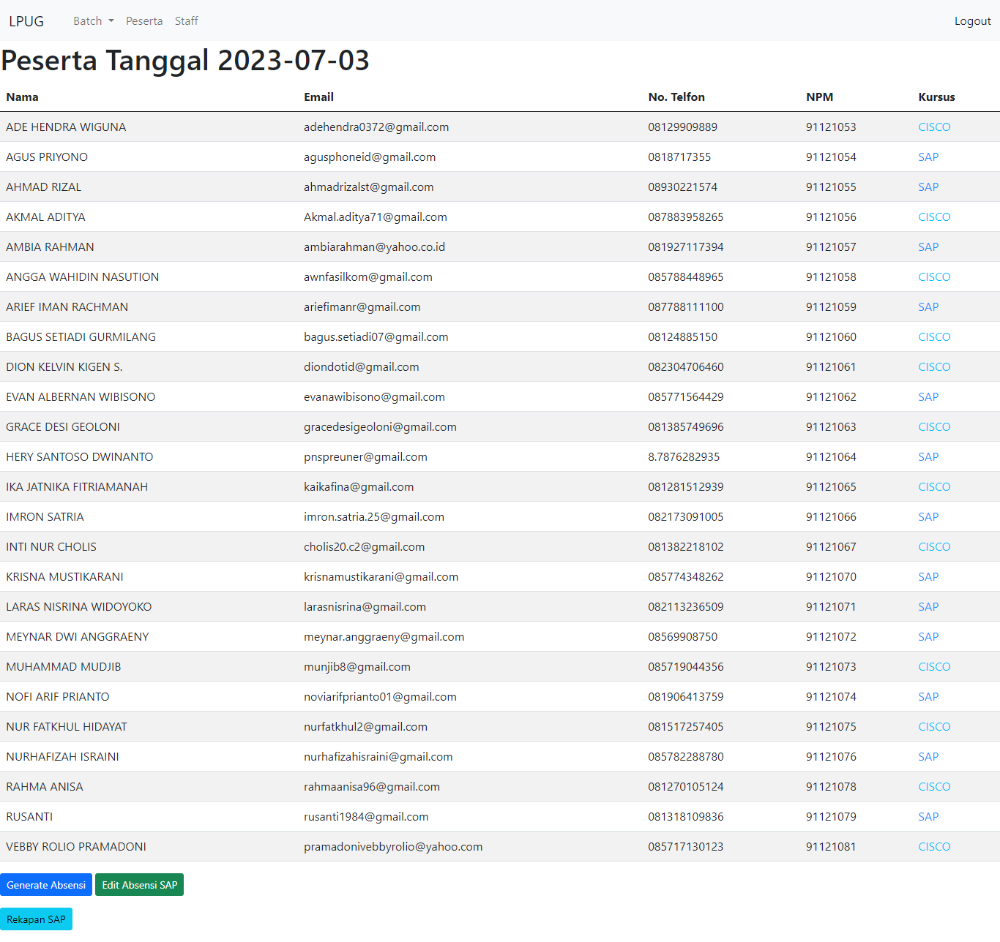 LPUG Batch Peserta Staff Logout
Peserta Tanggal 2023-07-03
Nama Email No. Telfon NPM Kursus
ADE HENDRA WIGUNA adehendra0372@gmail.com 08129909889 91121053 CISCO
AGUS PRIYONO agusphoneid@gmail.com 0818717355 91121054 SAP
AHMAD RIZAL ahmadrizalst@gmail.com 08930221574 91121055 SAP
AKMAL ADITYA Akmal.aditya71@gmail.com 087883958265 91121056 CISCO
AMBIA RAHMAN ambiarahman@yahoo.co.id 081927117394 91121057 SAP
ANGGA WAHIDIN NASUTION awnfasilkom@gmail.com 085788448965 91121058 CISCO
ARIEF IMAN RACHMAN ariefimanr@gmail.com 087788111100 91121059 SAP
BAGUS SETIADI GURMILANG bagus.setiadi07@gmail.com 08124885150 91121060 CISCO
DION KELVIN KIGEN S. diondotid@gmail.com 082304706460 91121061 CISCO
EVAN ALBERNAN WIBISONO evanawibisono@gmail.com 085771564429 91121062 SAP
GRACE DESI GEOLONI gracedesigeoloni@gmail.com 081385749696 91121063 CISCO
HERY SANTOSO DWINANTO pnspreuner@gmail.com 8.7876282935 91121064 SAP
IKA JATNIKA FITRIAMANAH kaikafina@gmail.com 081281512939 91121065 CISCO
IMRON SATRIA imron.satria.25@gmail.com 082173091005 91121066 SAP
INTI NUR CHOLIS cholis20.c2@gmail.com 081382218102 91121067 CISCO
KRISNA MUSTIKARANI krisnamustikarani@gmail.com 085774348262 91121070 SAP
LARAS NISRINA WIDOYOKO larasnisrina@gmail.com 082113236509 91121071 SAP
MEYNAR DWI ANGGRAENY meynar.anggraeny@gmail.com 08569908750 91121072 SAP
MUHAMMAD MUDJIB munjib8@gmail.com 085719044356 91121073 CISCO
NOFI ARIF PRIANTO noviarifprianto01@gmail.com 081906413759 91121074 SAP
NUR FATKHUL HIDAYAT nurfatkhul2@gmail.com 081517257405 91121075 CISCO
NURHAFIZAH ISRAINI nurhafizahisraini@gmail.com 085782288780 91121076 SAP
RAHMA ANISA rahmaanisa96@gmail.com 081270105124 91121078 CISCO
RUSANTI rusanti1984@gmail.com 081318109836 91121079 SAP
VEBBY ROLIO PRAMADONI pramadonivebbyrolio@yahoo.com 085717130123 91121081 CISCO
Generate Absensi Edit Absensi SAP
Rekapan SAP